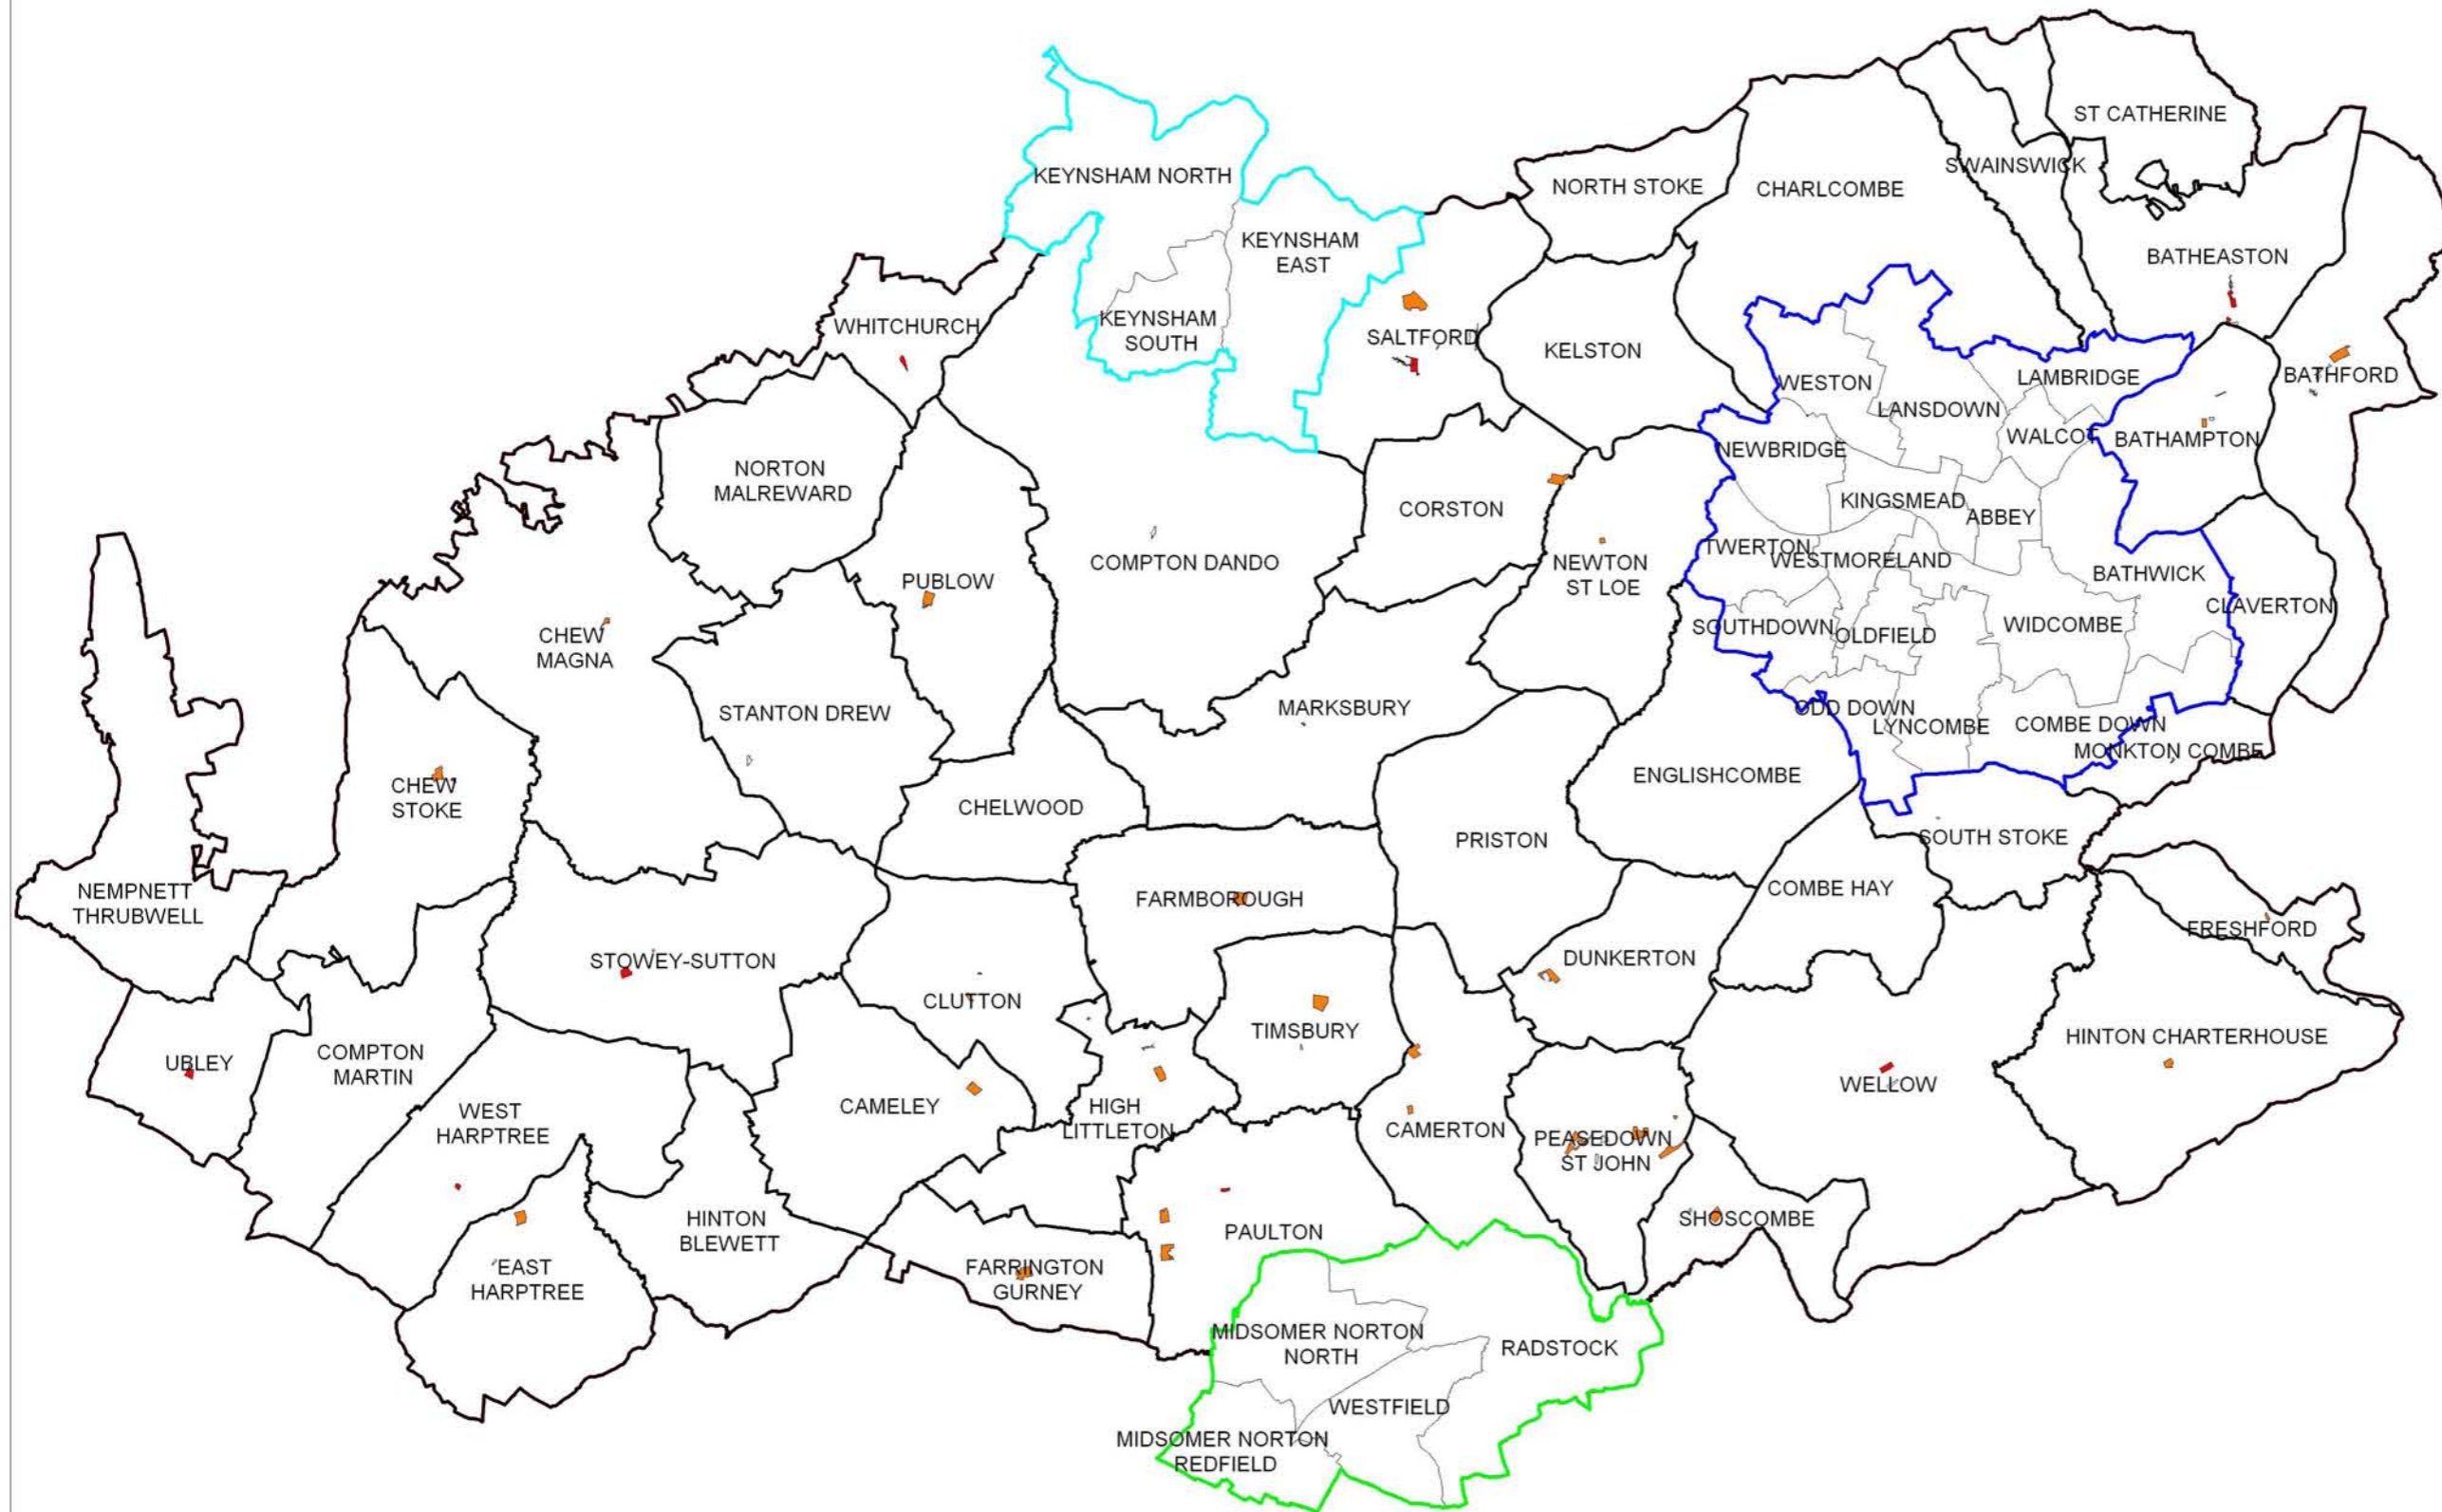 ST CATHERINE
SWAINSWICK
KEYNSHAM NORTH
NORTH STOKE
CHARLCOMBE
KEYNSHAM
EAST
BATHEASTON
WHITCHURCH
KEYNSHAM
SOUTH
SALTFORD
KELSTON
WESTON
LAMBRIDGE
BATHFORD
LANSDOWN
WALCOT
BATHAMPTON
NEWBRIDGE
NORTON
MALREWARD
CORSTON
KINGSMEAD
ABBEY
COMPTON DANDO
NEWTON
ST LOE
TWERTON
WESTMORELAND
BATHWICK
PUBLOW
CLAVERTON
CHEW
MAGNA
SOUTHDOWN
OLDFIELD
WIDCOMBE
STANTON DREW
MARKSBURY
ODD DOWN
LYNCOMBE
COMBE DOWN
MONKTON COMBE
CHEW
STOKE
CHELWOOD
ENGLISHCOMBE
PRISTON
SOUTH STOKE
NEMPNETT
THRUBWELL
FARMBOROUGH
COMBE HAY
FRESHFORD
STOWEY-SUTTON
DUNKERTON
CLUTTON
TIMSBURY
HINTON CHARTERHOUSE
UBLEY
COMPTON
MARTIN
WELLOW
WEST
HARPTREE
CAMELEY
HIGH
LITTLETON
CAMERTON
PEASEDOWN
ST JOHN
HINTON
BLEWETT
PAULTON
SHOSCOMBE
EAST
HARPTREE
FARRINGTON
GURNEY
MIDSOMER NORTON
NORTH
RADSTOCK
WESTFIELD
MIDSOMER NORTON
REDFIELD